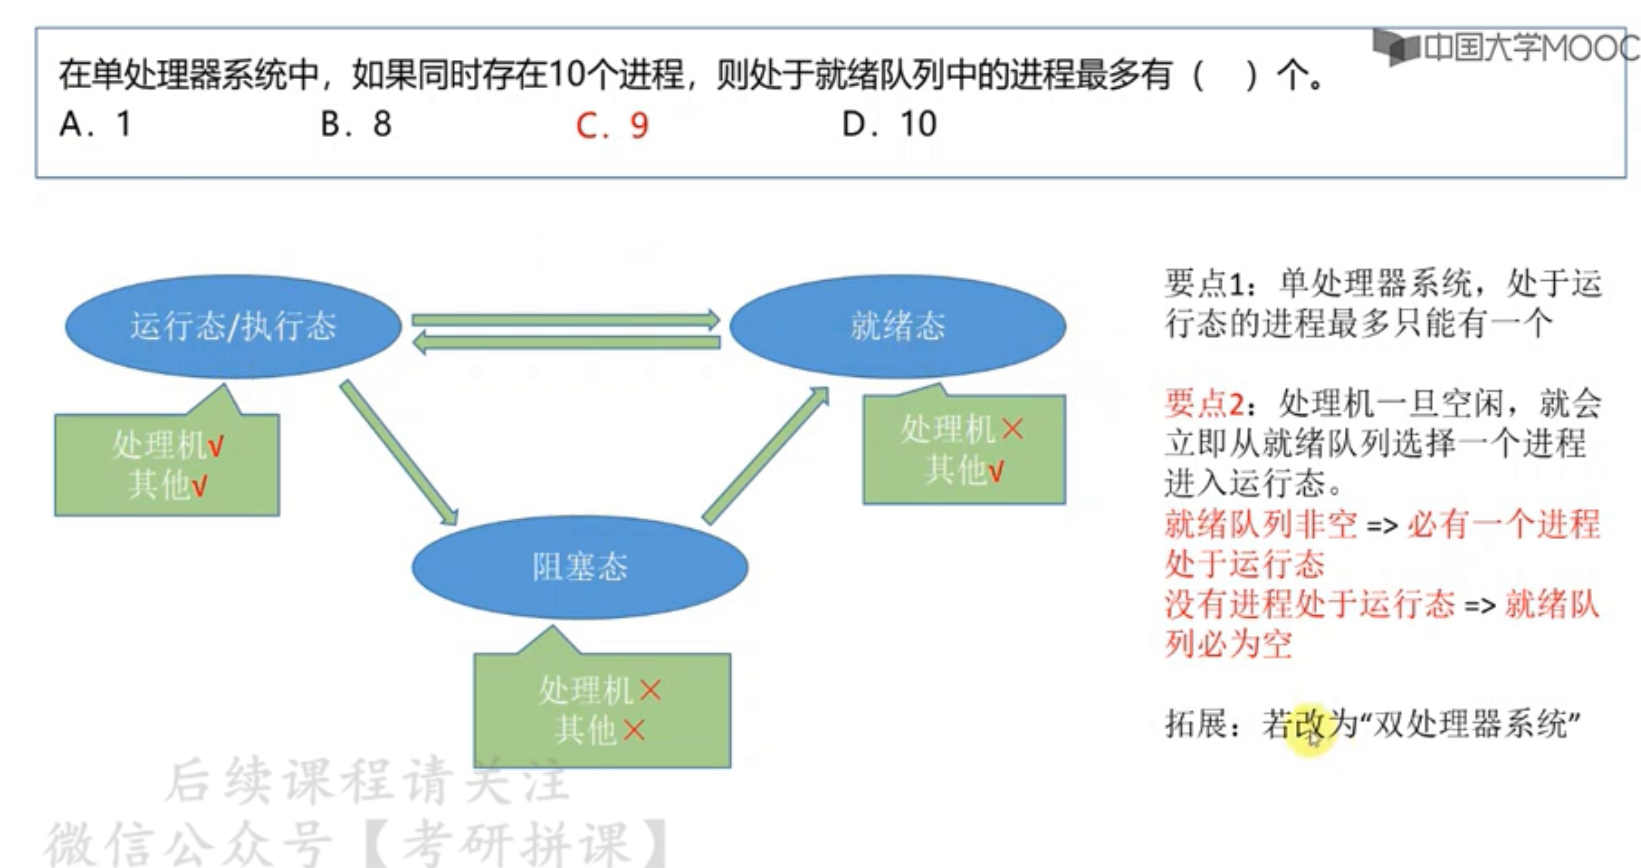 中国大学MOOC
在单处理器系统中，如果同时存在10个进程，则处于就绪队列中的进程最多有（ ）个。
A. 1 B. 8 C. 9 D. 10
运行态/执行态
就绪态
处理机√
其他√
处理机×
其他√
阻塞态
处理机×
其他×
要点1：单处理器系统，处于运
行态的进程最多只能有一个
要点2：处理机一旦空闲，就会
立即从就绪队列选择一个进程
进入运行态。
就绪队列非空 => 必有一个进程
处于运行态
没有进程处于运行态 => 就绪队
列必为空
拓展：若改为“双处理器系统”
后续课程请关注
微信公众号【考研拼课】